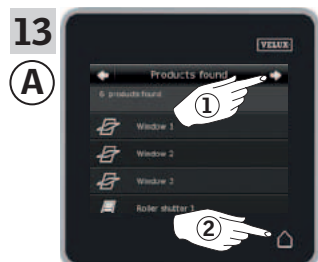 13
A
VELUX
Products found
1
6 products found
Window 1
Window 2
Window 3
Roller shutter 1
2